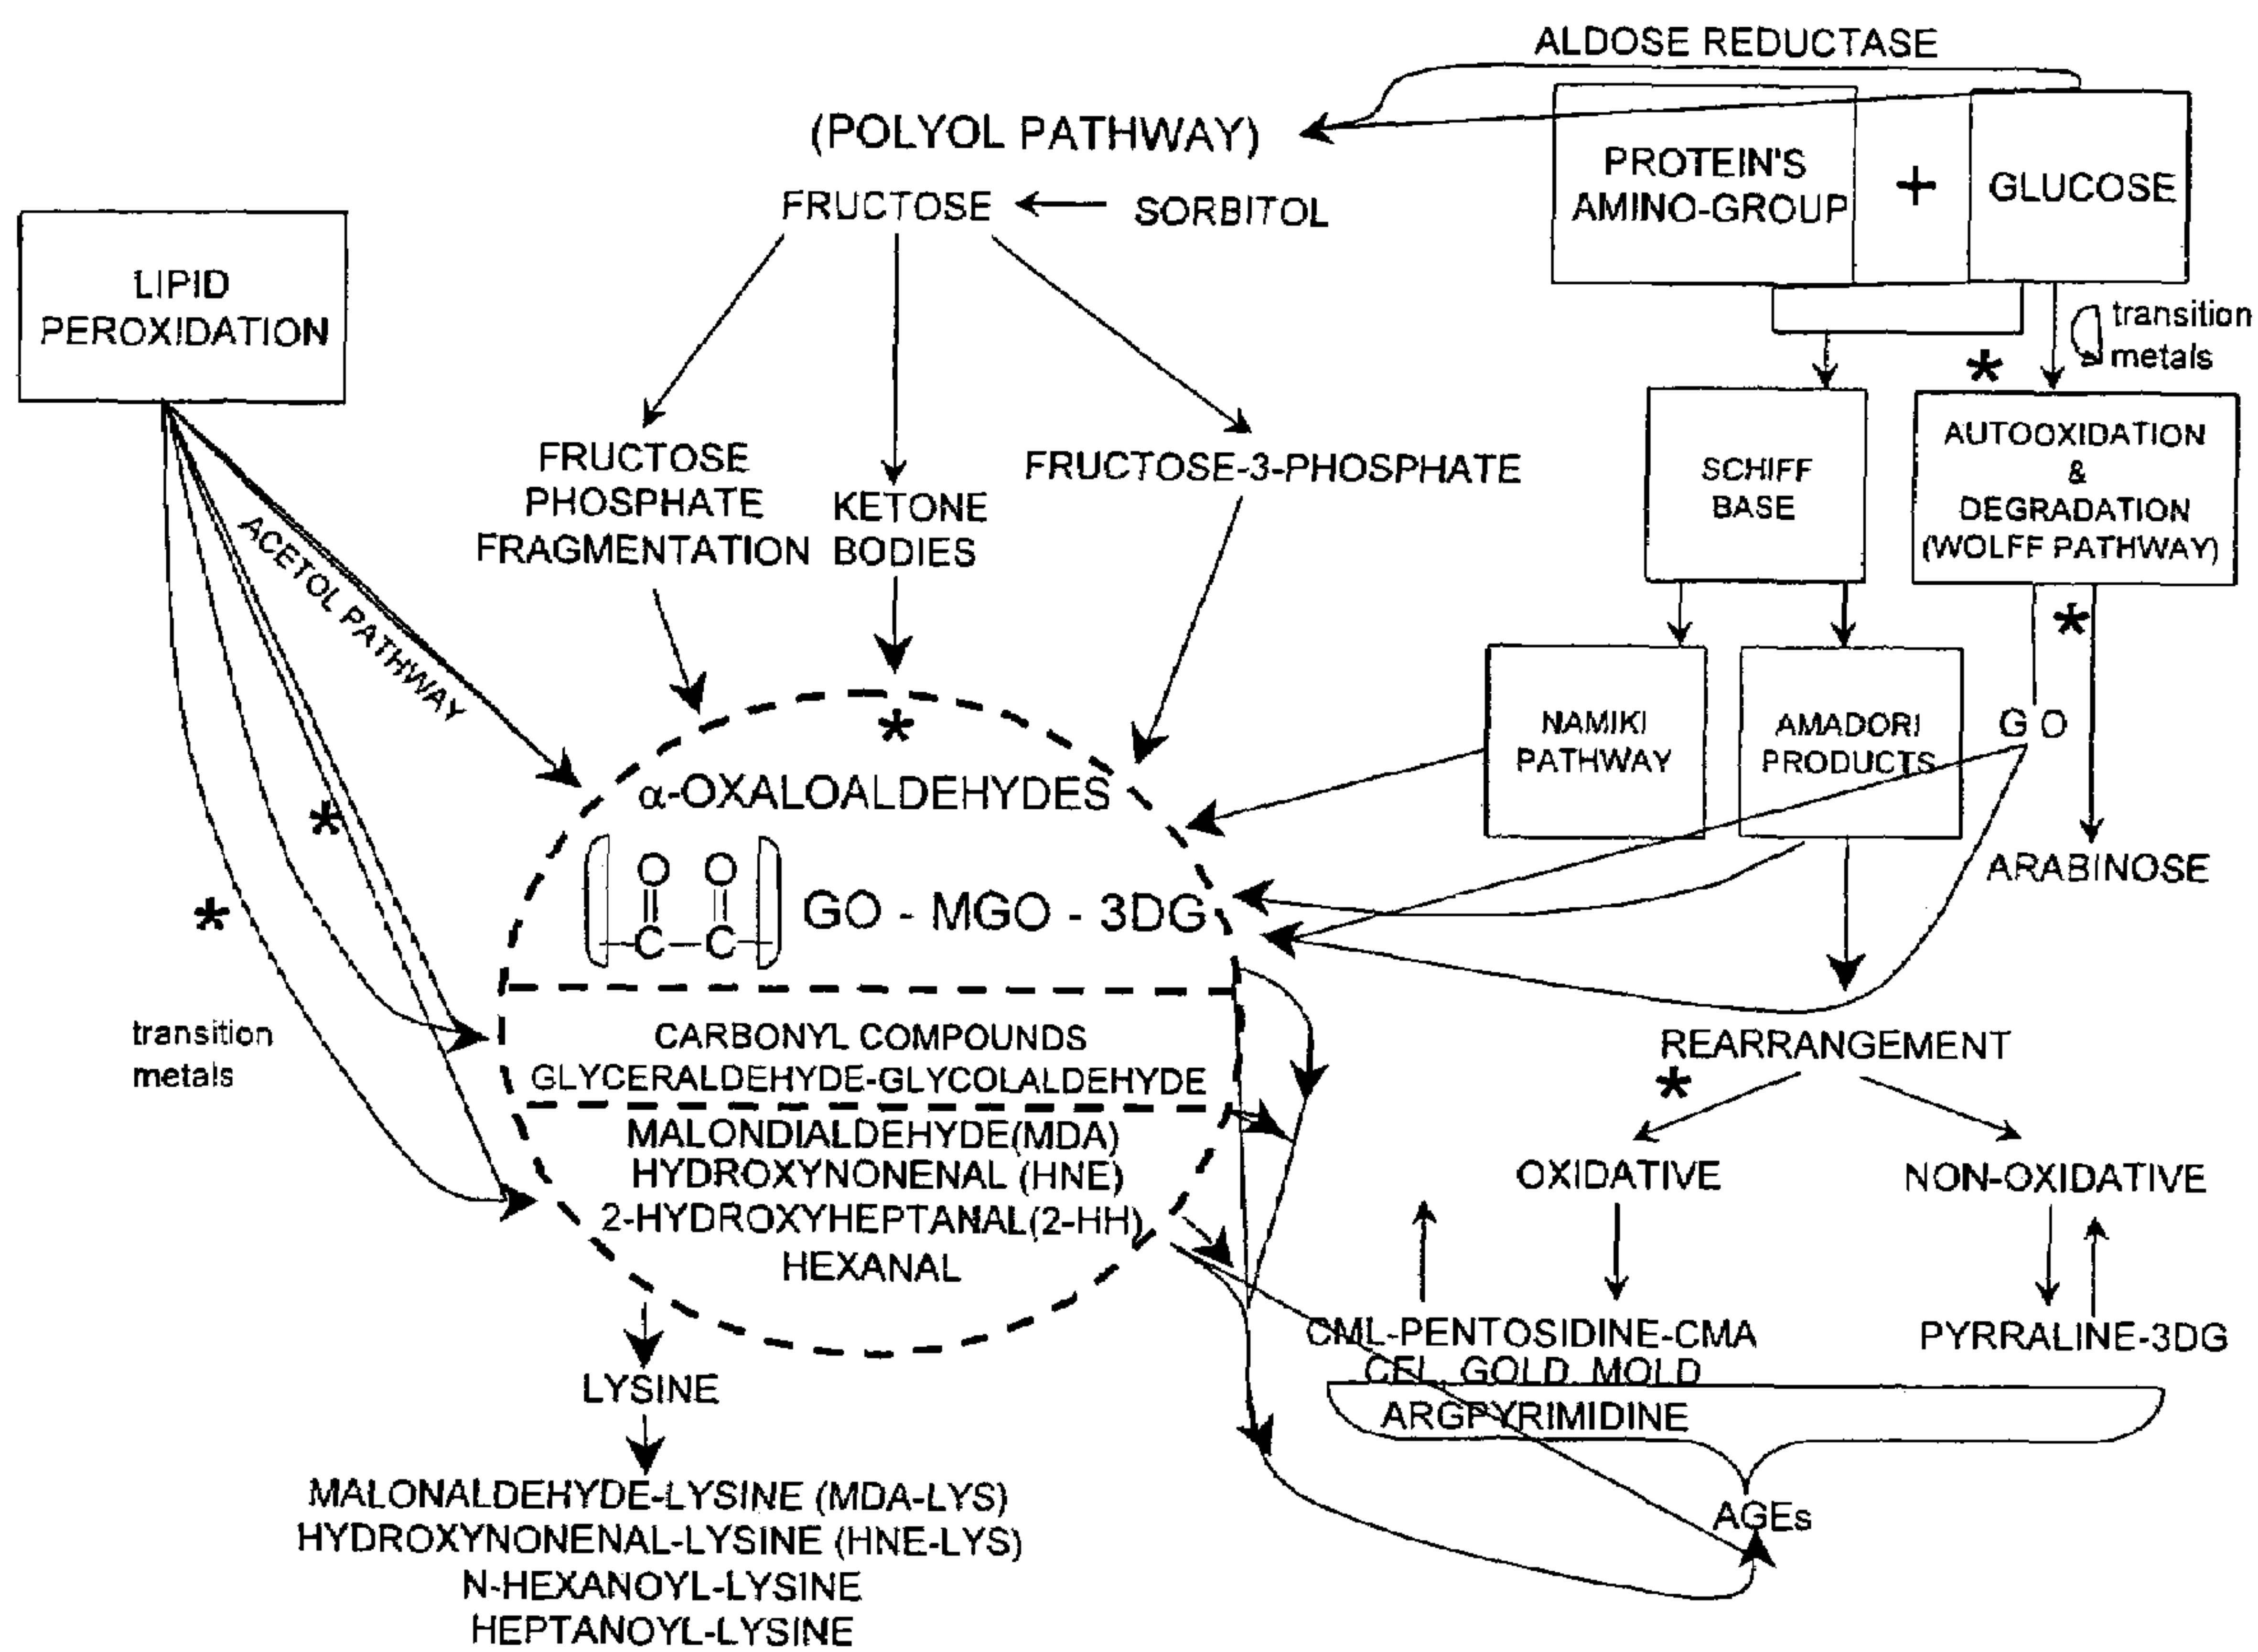 ALDOSE REDUCTASE
(POLYOL PATHWAY)
PROTEIN'S
AMINO-GROUP
+
GLUCOSE
FRUCTOSE
SORBITOL
LIPID
PEROXIDATION
transition
metals
*
FRUCTOSE
PHOSPHATE
FRAGMENTATION
KETONE
BODIES
FRUCTOSE-3-PHOSPHATE
SCHIFF
BASE
AUTOOXIDATION
&
DEGRADATION
(WOLFF PATHWAY)
ACETOL PATHWAY
*
*
NAMIKI
PATHWAY
AMADORI
PRODUCTS
GO
α-OXALOALDEHYDES
*
ARABINOSE
O O
C C
GO - MGO - 3DG
*
transition
metals
CARBONYL COMPOUNDS
GLYCERALDEHYDE-GLYCOLALDEHYDE
REARRANGEMENT
*
MALONDIALDEHYDE(MDA)
HYDROXYNONENAL (HNE)
2-HYDROXYHEPTANAL(2-HH)
HEXANAL
OXIDATIVE
NON-OXIDATIVE
CML-PENTOSIDINE-CMA
CEL GOLD MOLD
ARGPYRIMIDINE
PYRRALINE-3DG
LYSINE
AGEs
MALONALDEHYDE-LYSINE (MDA-LYS)
HYDROXYNONENAL-LYSINE (HNE-LYS)
N-HEXANOYL-LYSINE
HEPTANOYL-LYSINE